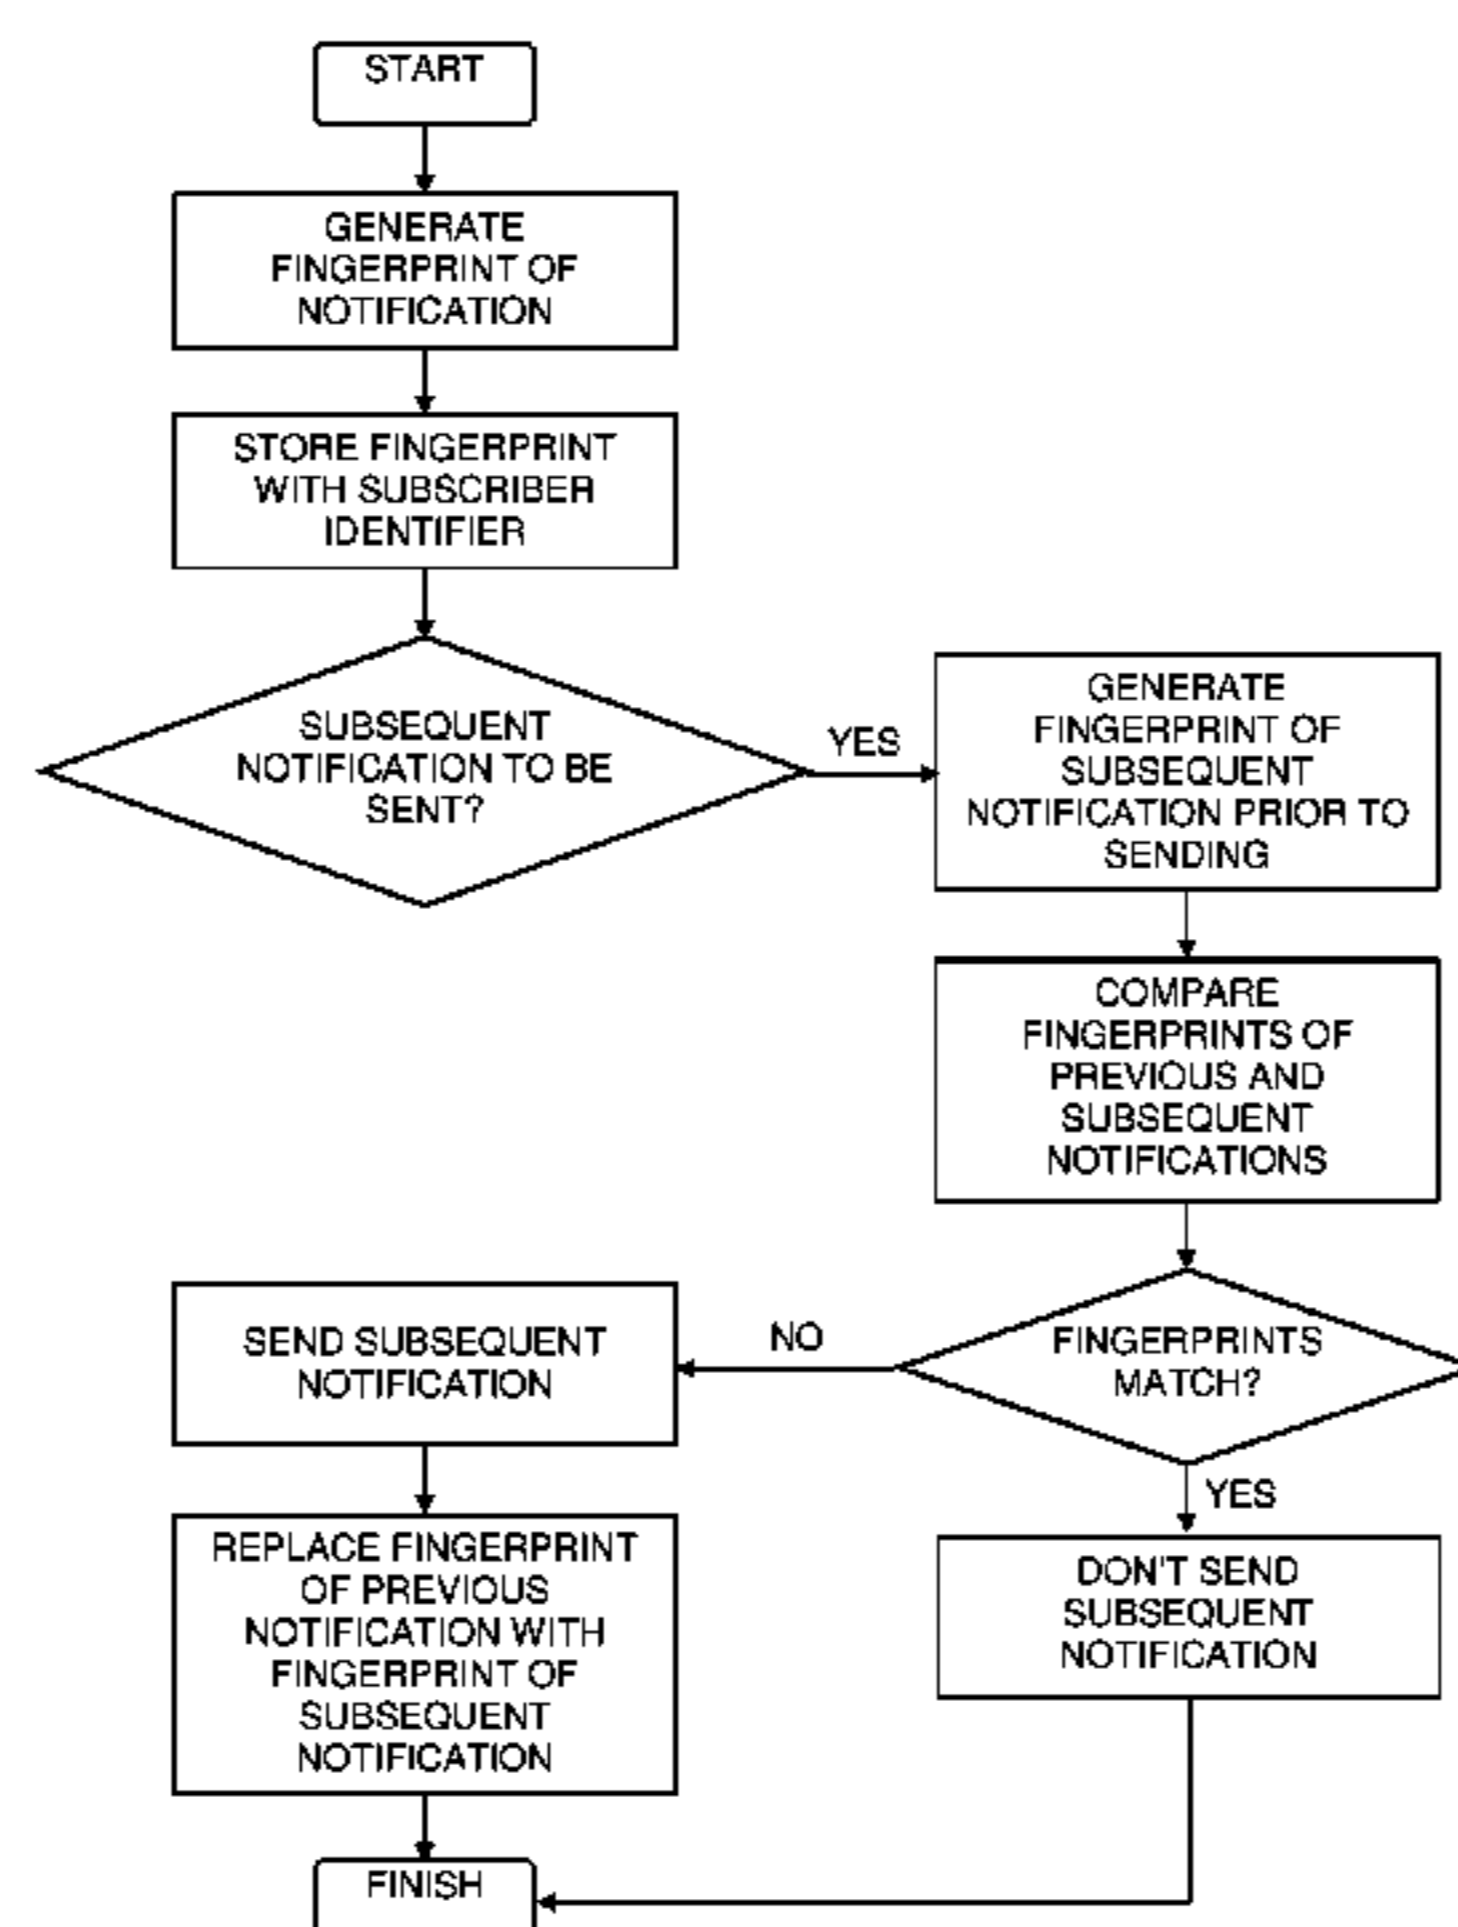 START
GENERATE
FINGERPRINT OF
NOTIFICATION
STORE FINGERPRINT
WITH SUBSCRIBER
IDENTIFIER
SUBSEQUENT
NOTIFICATION TO BE
SENT?
YES
GENERATE
FINGERPRINT OF
SUBSEQUENT
NOTIFICATION PRIOR TO
SENDING
COMPARE
FINGERPRINTS OF
PREVIOUS AND
SUBSEQUENT
NOTIFICATIONS
FINGERPRINTS
MATCH?
NO
SEND SUBSEQUENT
NOTIFICATION
YES
REPLACE FINGERPRINT
OF PREVIOUS
NOTIFICATION WITH
FINGERPRINT OF
SUBSEQUENT
NOTIFICATION
DON'T SEND
SUBSEQUENT
NOTIFICATION
FINISH